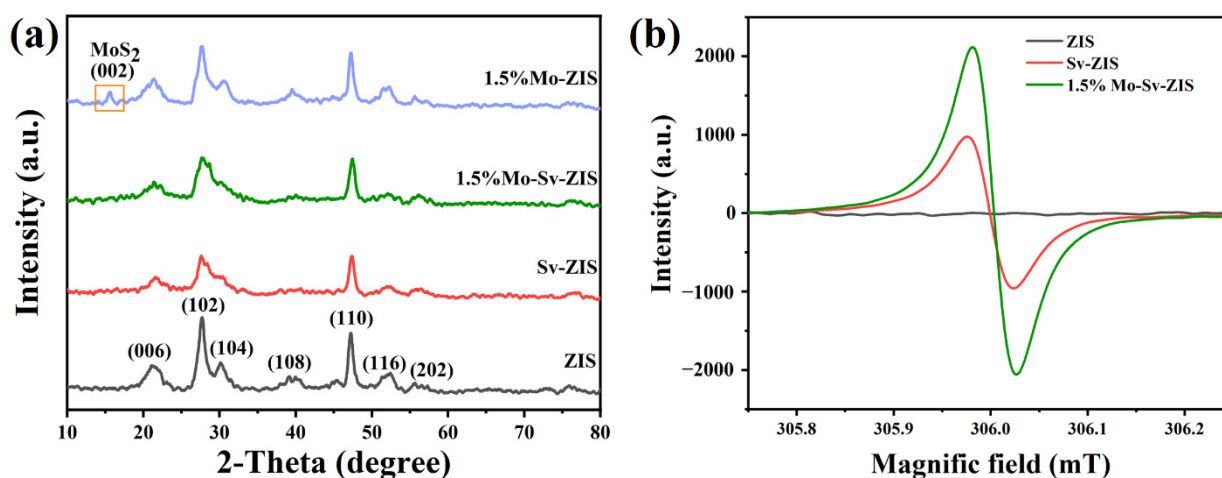 (a)
Intensity (a.u.)
MoS2
(002)
1.5%Mo-ZIS
1.5%Mo-Sv-ZIS
Sv-ZIS
(006)
(102)
(104)
(108)
(110)
(116)
(202)
ZIS
10 20 30 40 50 60 70 80
2-Theta (degree)
(b)
Intensity (a.u.)
2000
1000
0
−1000
−2000
ZIS
Sv-ZIS
1.5% Mo-Sv-ZIS
305.8 305.9 306.0 306.1 306.2
Magnific field (mT)